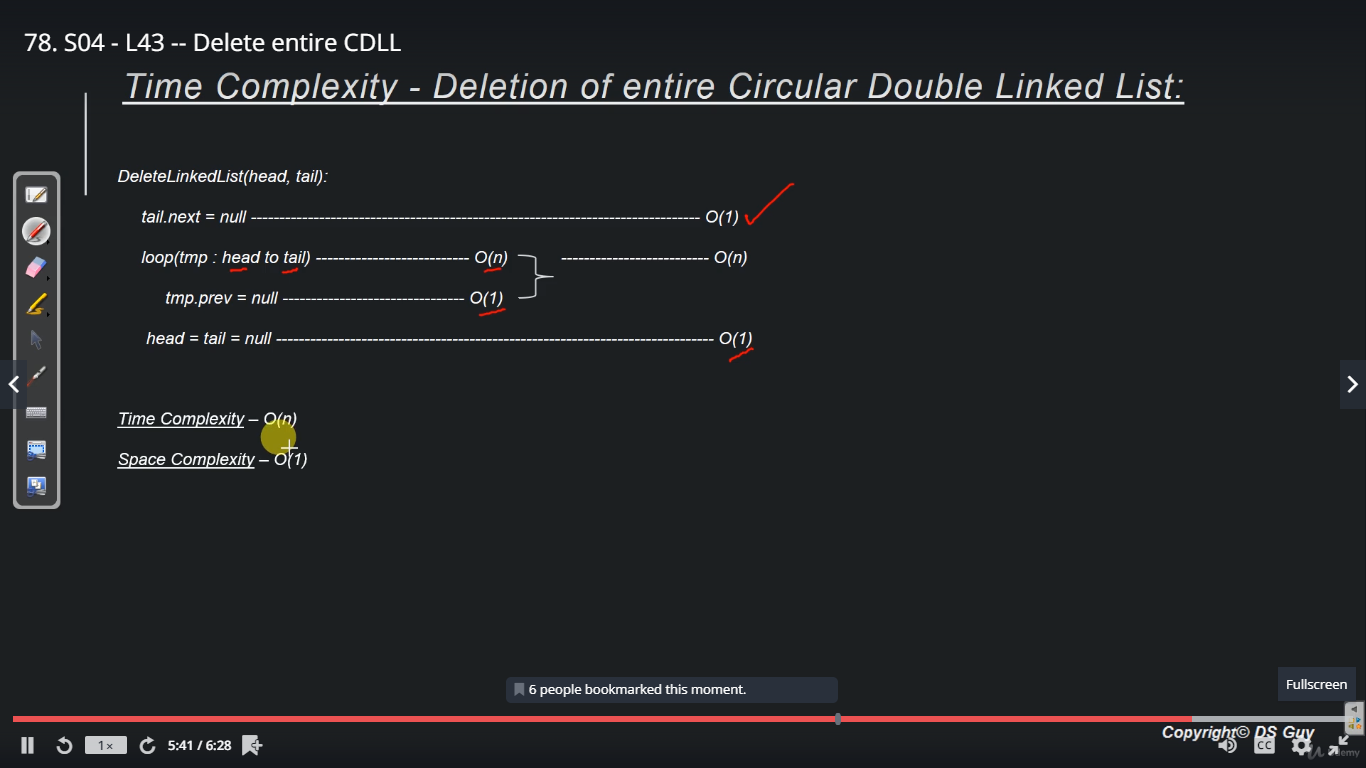 78. S04 - L43 -- Delete entire CDLL
Time Complexity - Deletion of entire Circular Double Linked List:
DeleteLinkedList(head, tail):
tail.next = null -------------------------------------------------------------------------------- O(1)
loop(tmp : head to tail) --------------------------- O(n) -------------------------- O(n)
tmp.prev = null -------------------------------- O(1)
head = tail = null ------------------------------------------------------------------------------ O(1)
Time Complexity – O(n)
Space Complexity – O(1)
6 people bookmarked this moment.
Fullscreen
Copyright© DS Guy
1×
5:41 / 6:28
CC